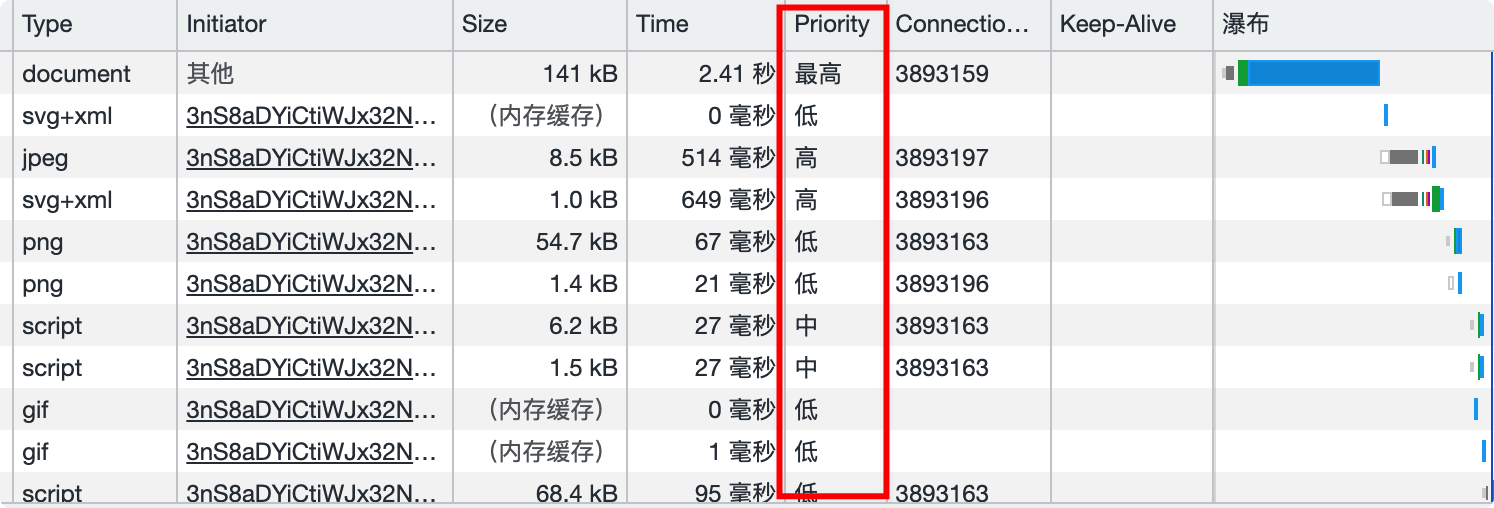 Type Initiator Size Time Priority Connectio… Keep-Alive 瀑布
document 其他 141 kB 2.41 秒 最高 3893159
svg+xml 3nS8aDYiCtiWJx32N… （内存缓存） 0 毫秒 低
jpeg 3nS8aDYiCtiWJx32N… 8.5 kB 514 毫秒 高 3893197
svg+xml 3nS8aDYiCtiWJx32N… 1.0 kB 649 毫秒 高 3893196
png 3nS8aDYiCtiWJx32N… 54.7 kB 67 毫秒 低 3893163
png 3nS8aDYiCtiWJx32N… 1.4 kB 21 毫秒 低 3893196
script 3nS8aDYiCtiWJx32N… 6.2 kB 27 毫秒 中 3893163
script 3nS8aDYiCtiWJx32N… 1.5 kB 27 毫秒 中 3893163
gif 3nS8aDYiCtiWJx32N… （内存缓存） 0 毫秒 低
gif 3nS8aDYiCtiWJx32N… （内存缓存） 1 毫秒 低
script 3nS8aDYiCtiWJx32N… 68.4 kB 95 毫秒 低 3893163